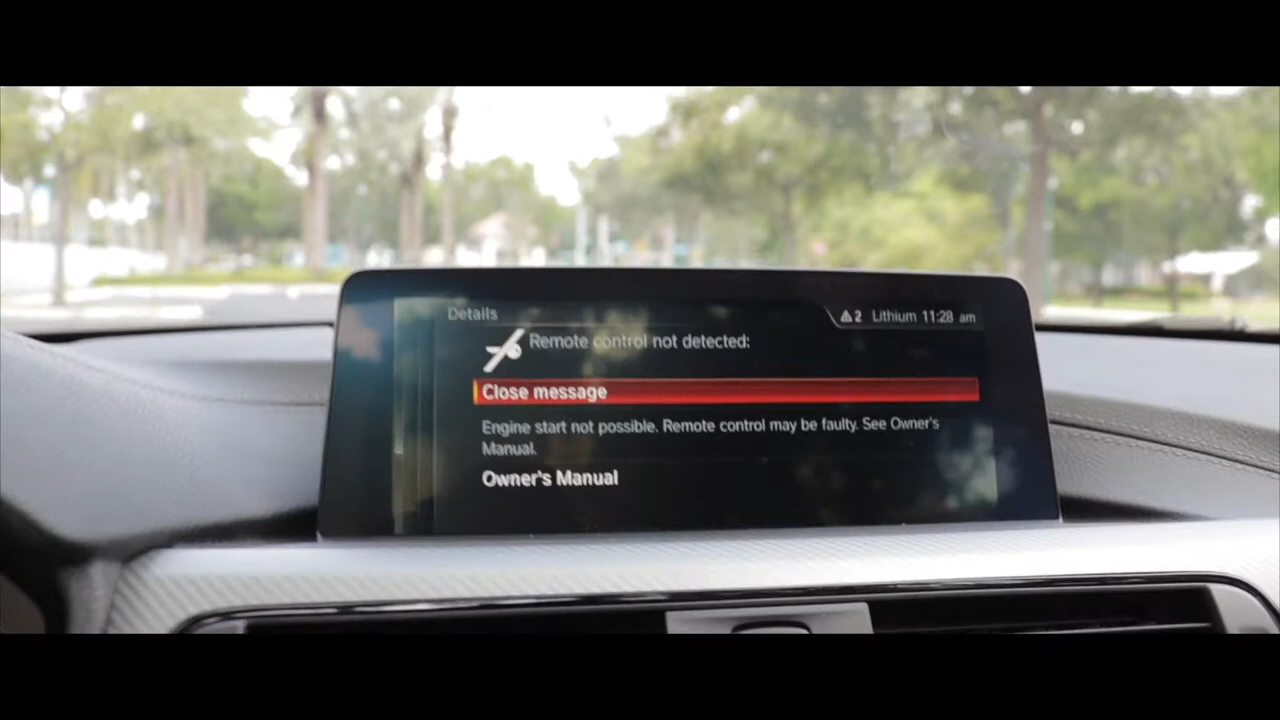 Details
⚠2 Lithium 11:28 am
Remote control not detected:
Close message
Engine start not possible. Remote control may be faulty. See Owner's
Manual.
Owner's Manual